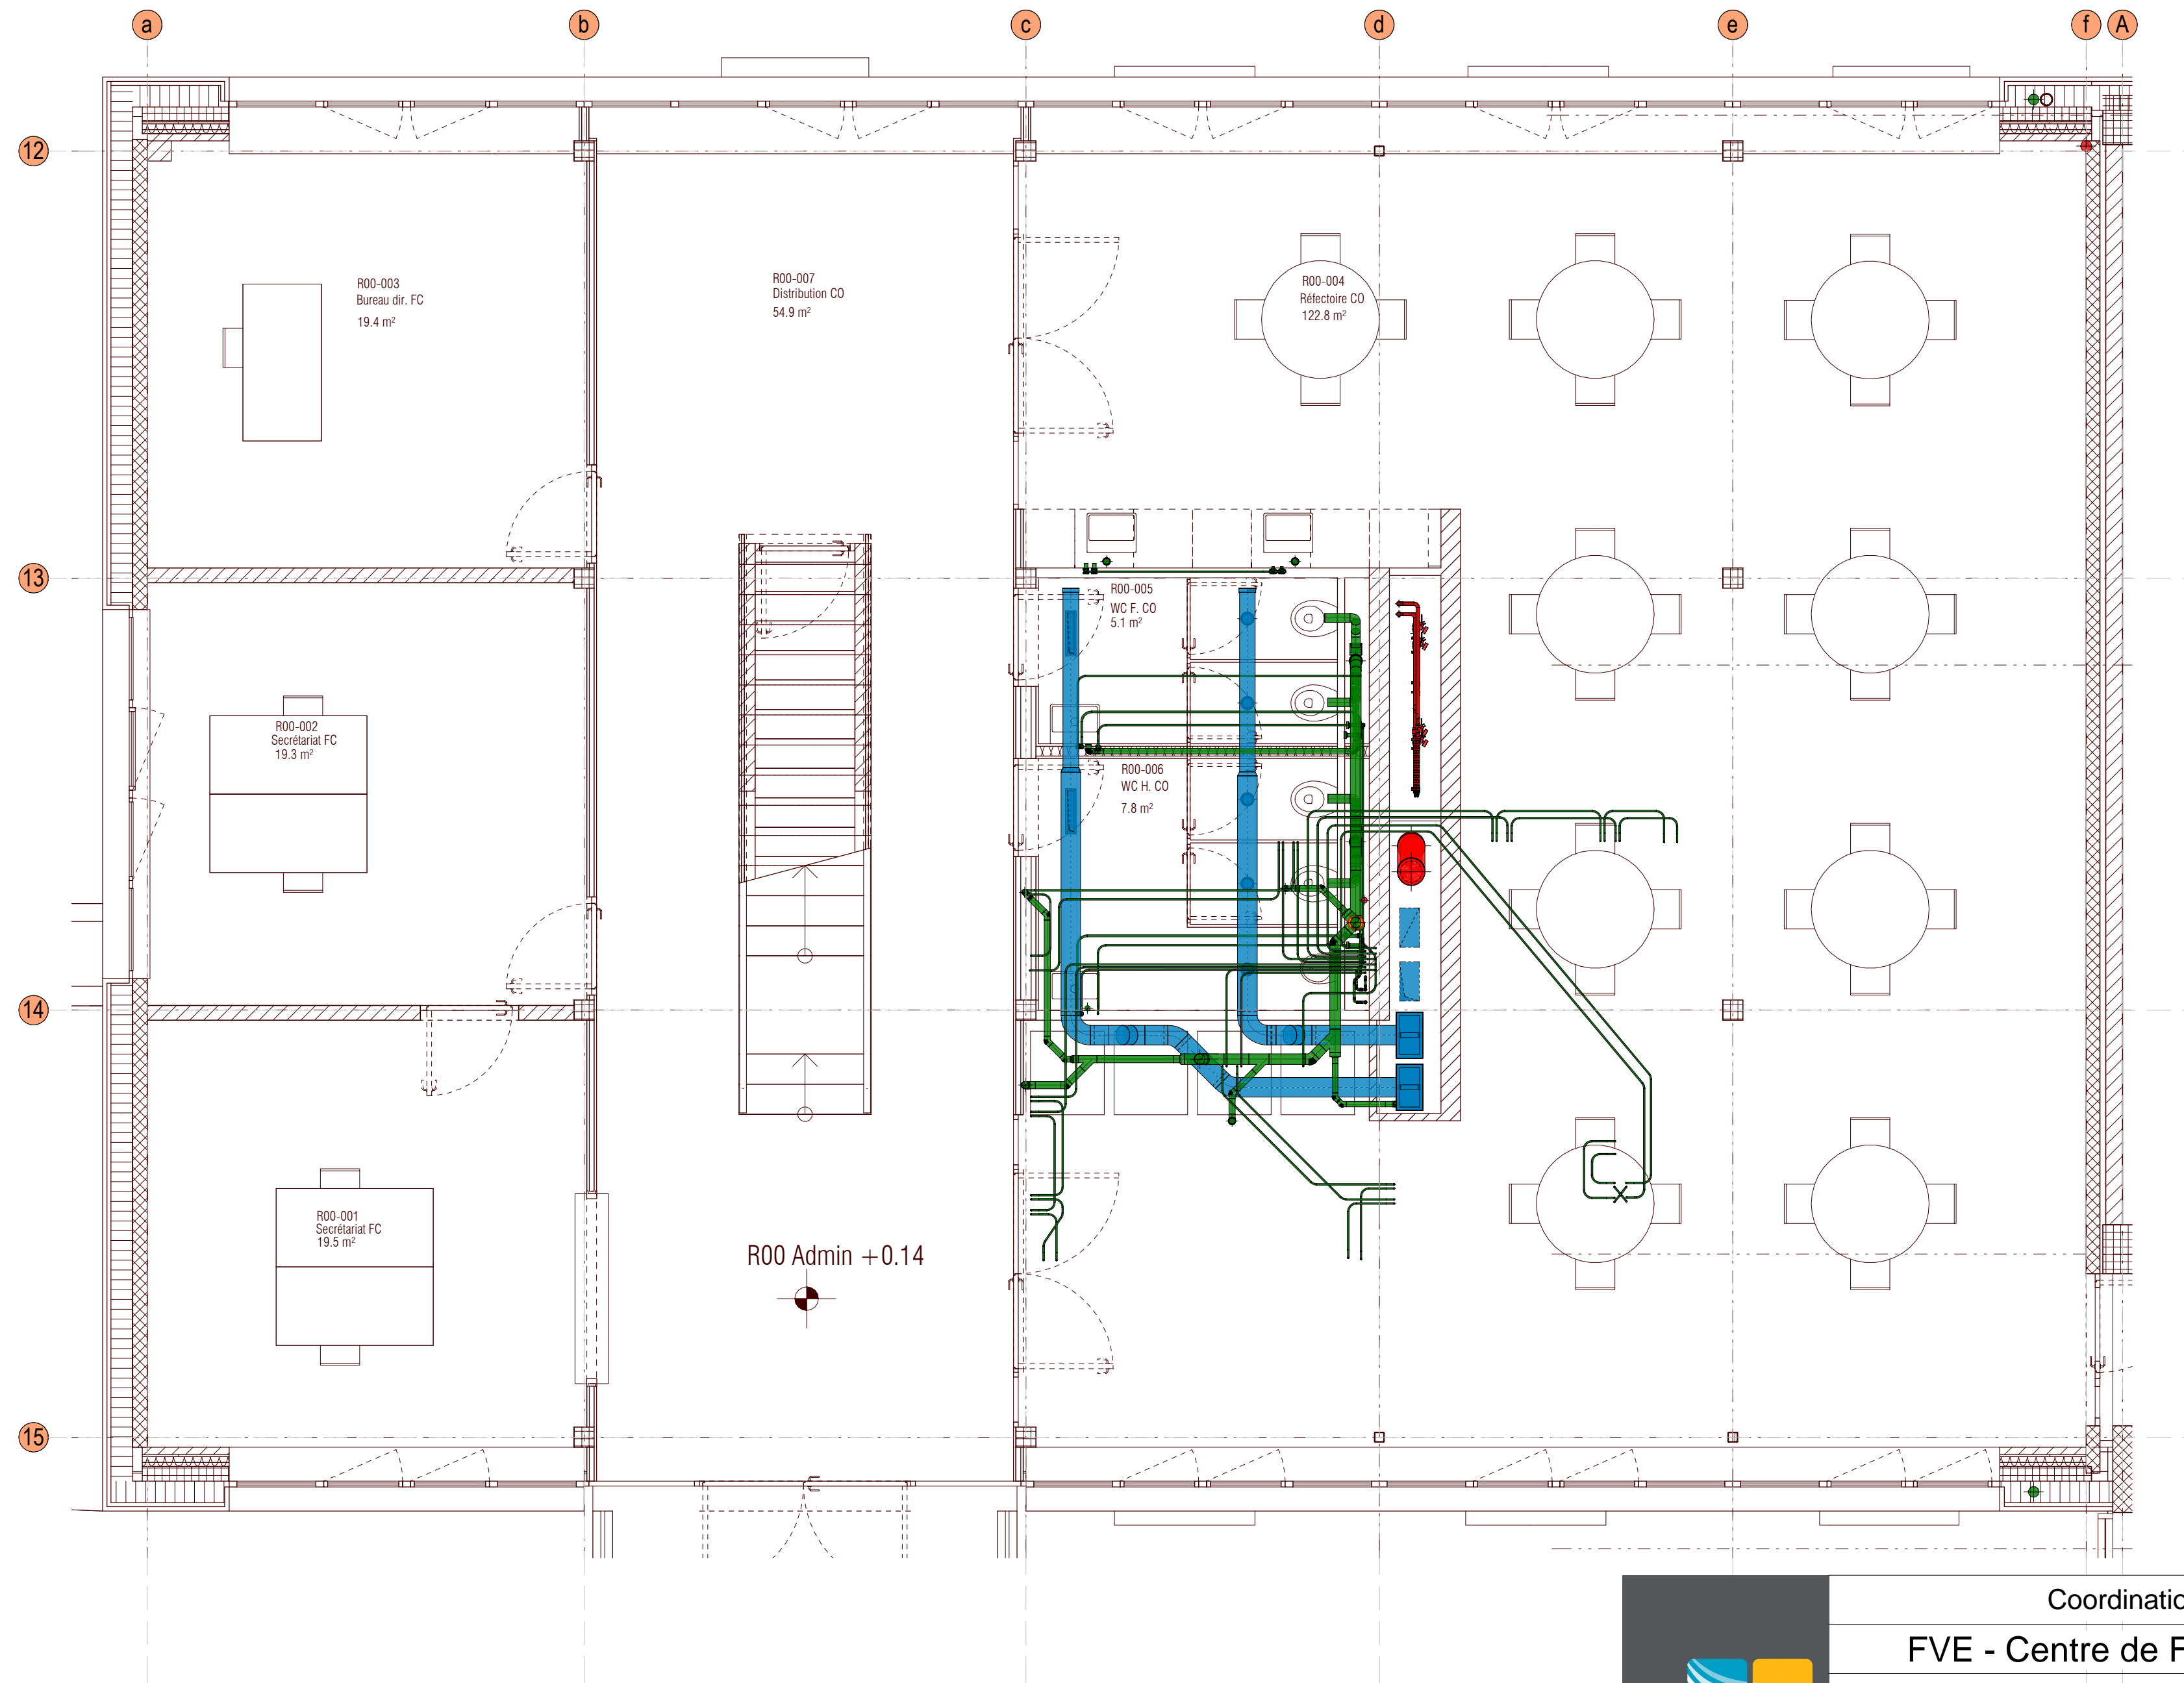 a
b
c
d
e
f
A
12
R00-003
Bureau dir. FC
19.4 m²
R00-007
Distribution CO
54.9 m²
R00-004
Réfectoire CO
122.8 m²
13
R00-005
WC F. CO
5.1 m²
R00-002
Secrétariat FC
19.3 m²
R00-006
WC H. CO
7.8 m²
14
R00-001
Secrétariat FC
19.5 m²
R00 Admin +0.14
15
Coordinatio
FVE - Centre de F